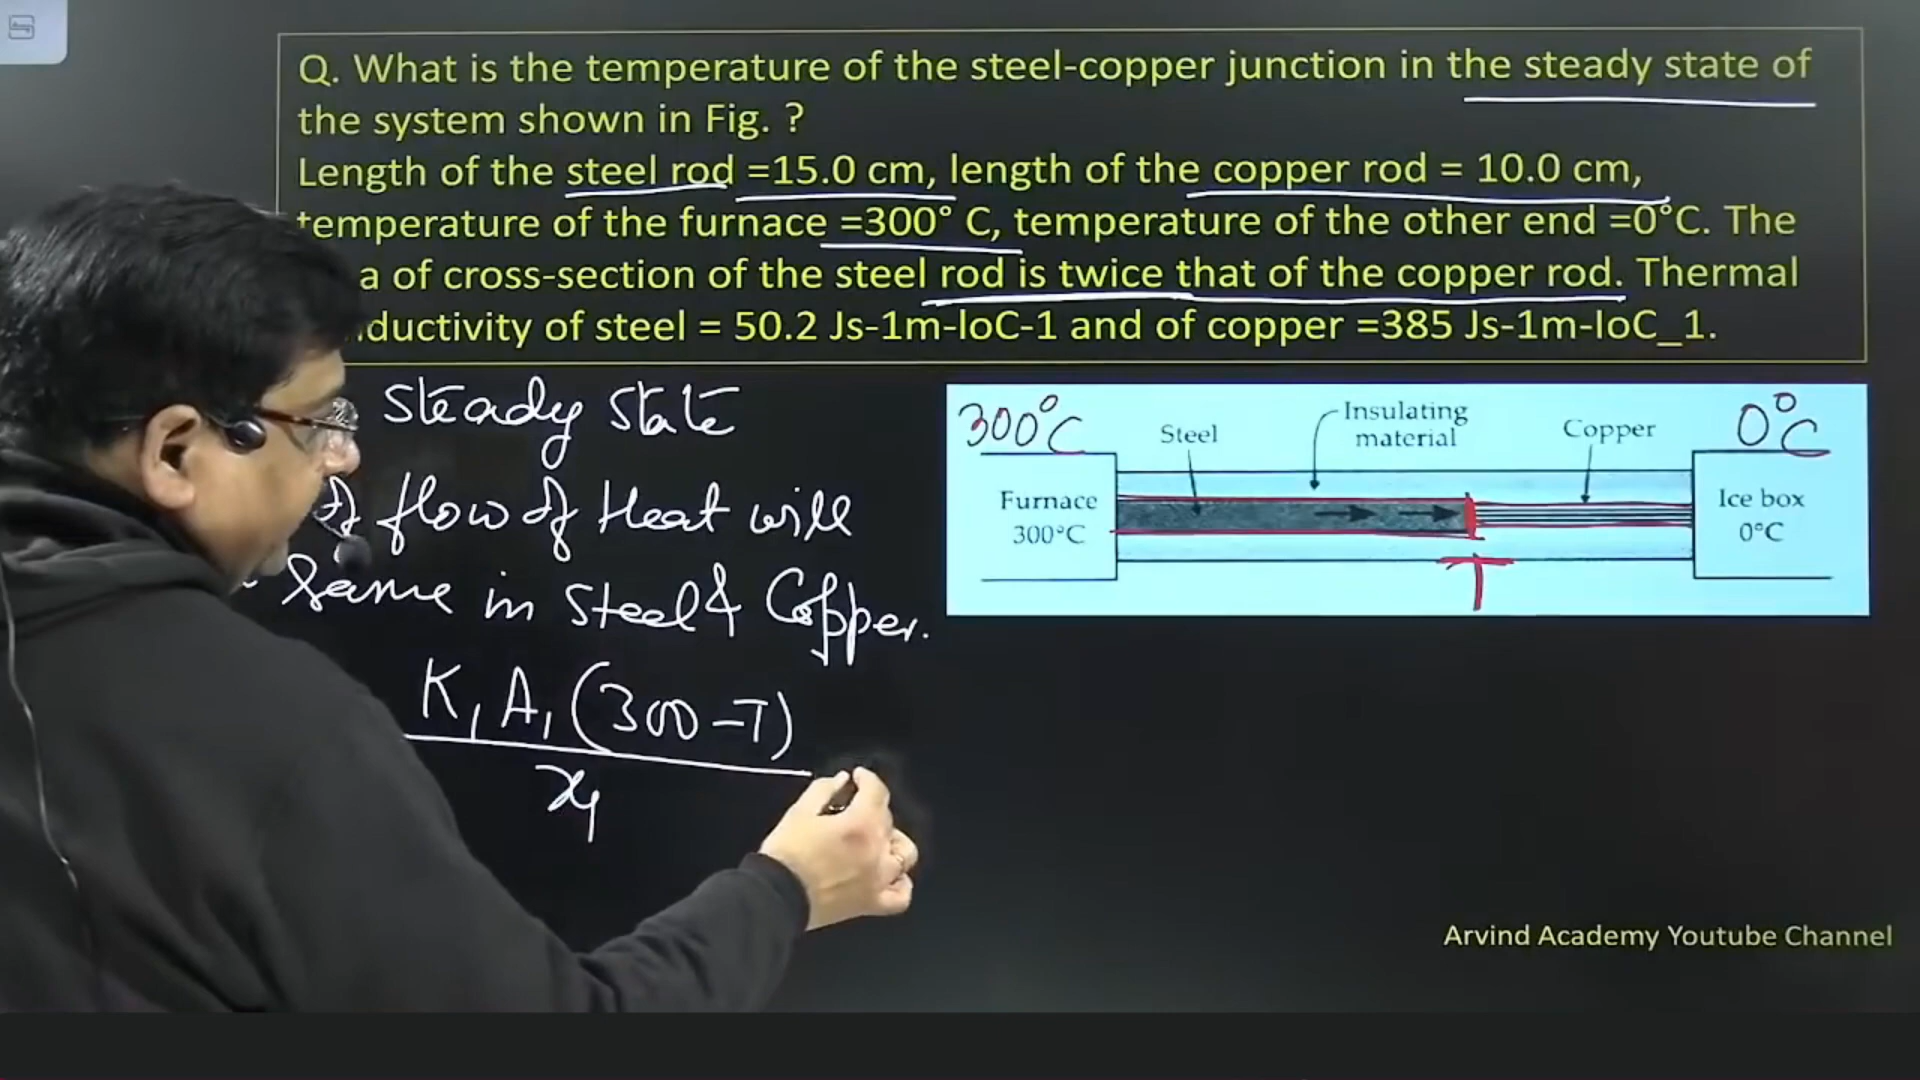 Q. What is the temperature of the steel-copper junction in the steady state of
the system shown in Fig. ?
Length of the steel rod =15.0 cm, length of the copper rod = 10.0 cm,
temperature of the furnace =300° C, temperature of the other end =0°C. The
a of cross-section of the steel rod is twice that of the copper rod. Thermal
nductivity of steel = 50.2 Js-1m-loC-1 and of copper =385 Js-1m-loC_1.
Steady State
of flow of Heat will
Same in Steel & Copper.
K₁A₁(300-T)
x₁
300°C
Steel
Insulating
material
Copper
0°C
Furnace
300°C
Ice box
0°C
T
Arvind Academy Youtube Channel